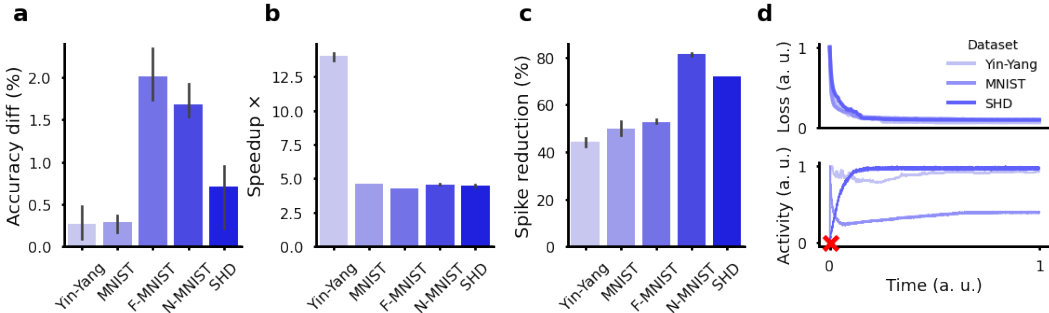 a
Accuracy diff (%)
2.0
1.5
1.0
0.5
0.0
Yin-Yang
MNIST
F-MNIST
N-MNIST
SHD
b
Speedup ×
12.5
10.0
7.5
5.0
2.5
0.0
Yin-Yang
MNIST
F-MNIST
N-MNIST
SHD
c
Spike reduction (%)
80
60
40
20
0
Yin-Yang
MNIST
F-MNIST
N-MNIST
SHD
d
Loss (a. u.)
1
0
Dataset
Yin-Yang
MNIST
SHD
Activity (a. u.)
1
0
0
1
Time (a. u.)